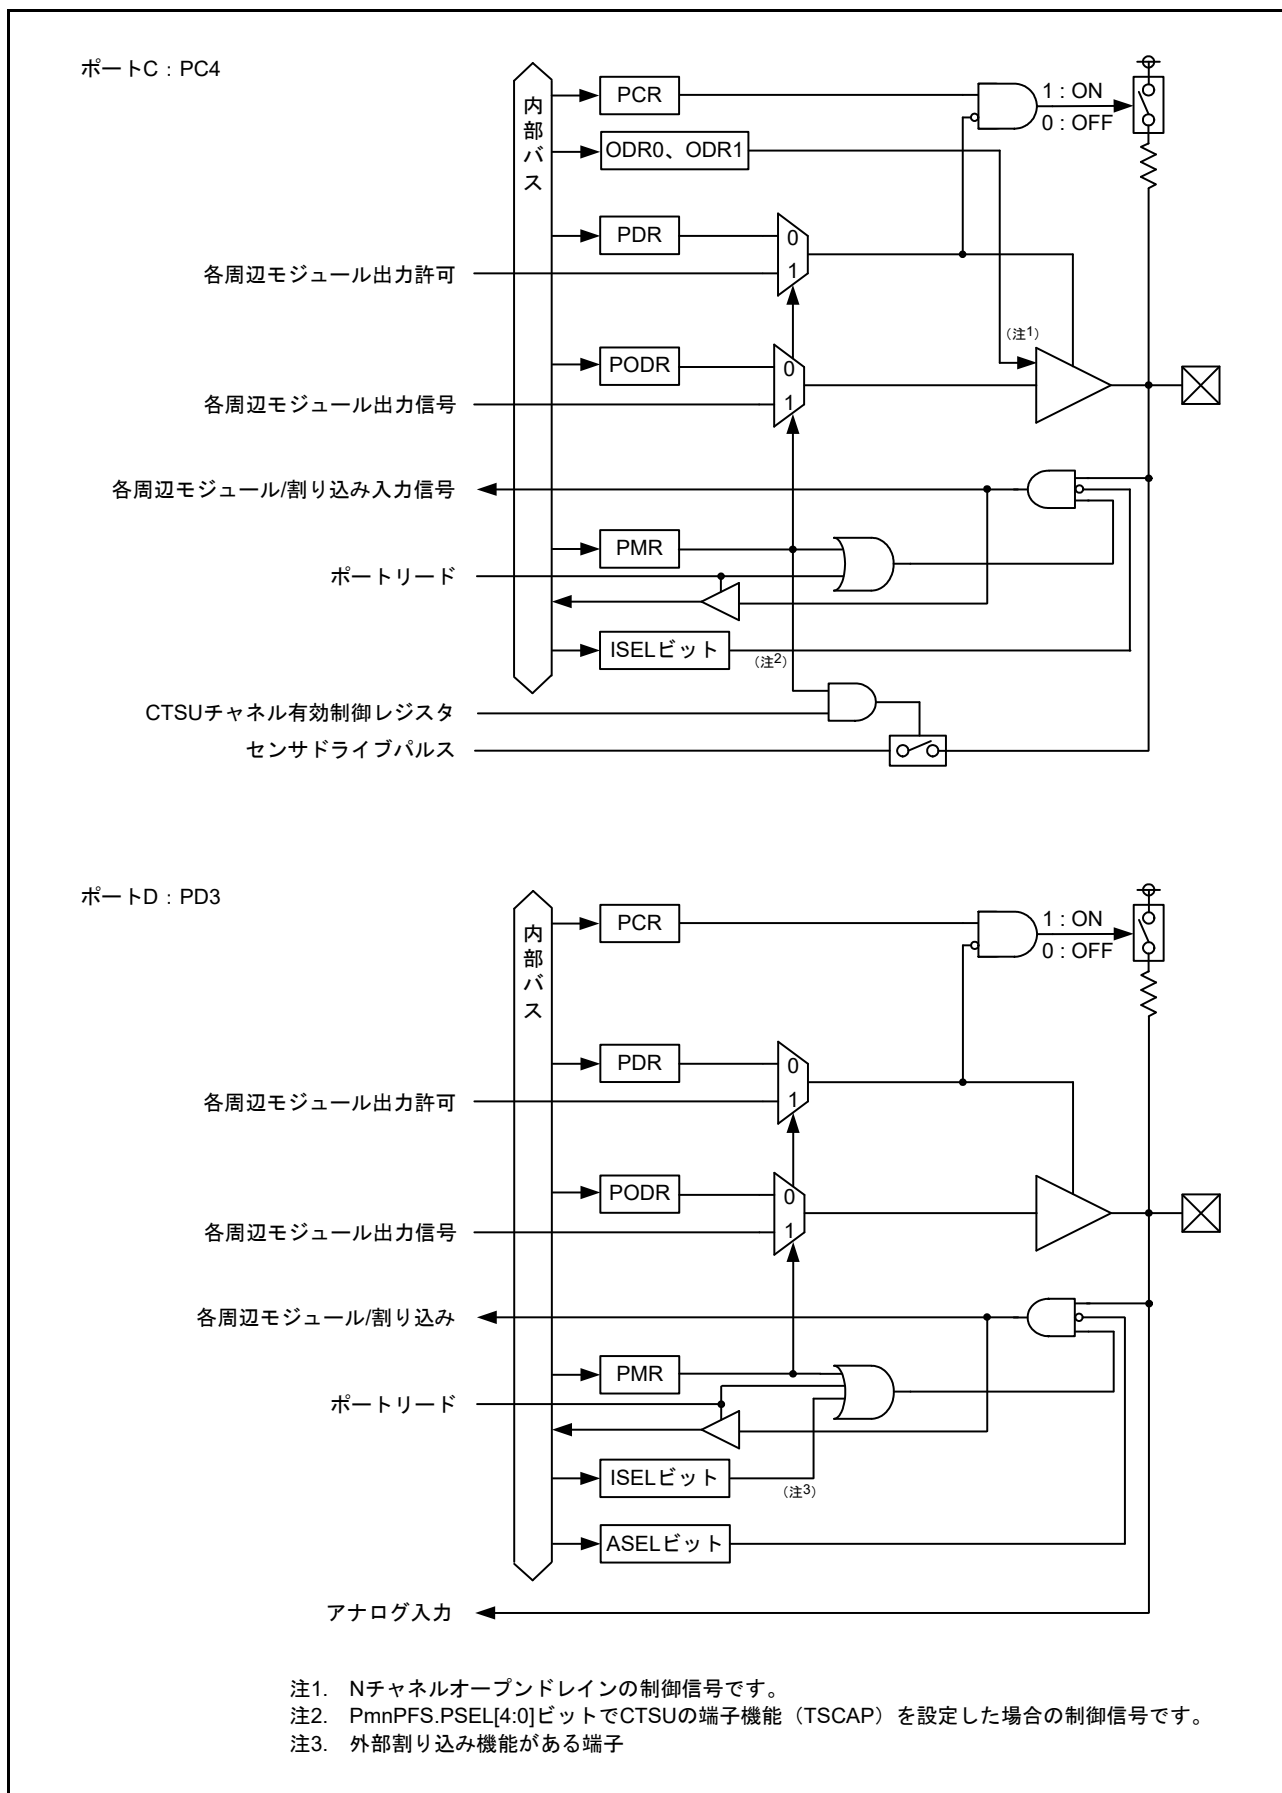 ポートC：PC4
内部バス
PCR
1 : ON
0 : OFF
ODR0、ODR1
PDR
0
1
各周辺モジュール出力許可
（注1）
PODR
0
1
各周辺モジュール出力信号
各周辺モジュール/割り込み入力信号
PMR
ポートリード
ISELビット
（注2）
CTSUチャネル有効制御レジスタ
センサドライブパルス
ポートD：PD3
内部バス
PCR
1 : ON
0 : OFF
PDR
0
1
各周辺モジュール出力許可
PODR
0
1
各周辺モジュール出力信号
各周辺モジュール/割り込み
PMR
ポートリード
ISELビット
（注3）
ASELビット
アナログ入力
注1. Nチャネルオープンドレインの制御信号です。
注2. PmnPFS.PSEL[4:0]ビットでCTSUの端子機能（TSCAP）を設定した場合の制御信号です。
注3. 外部割り込み機能がある端子